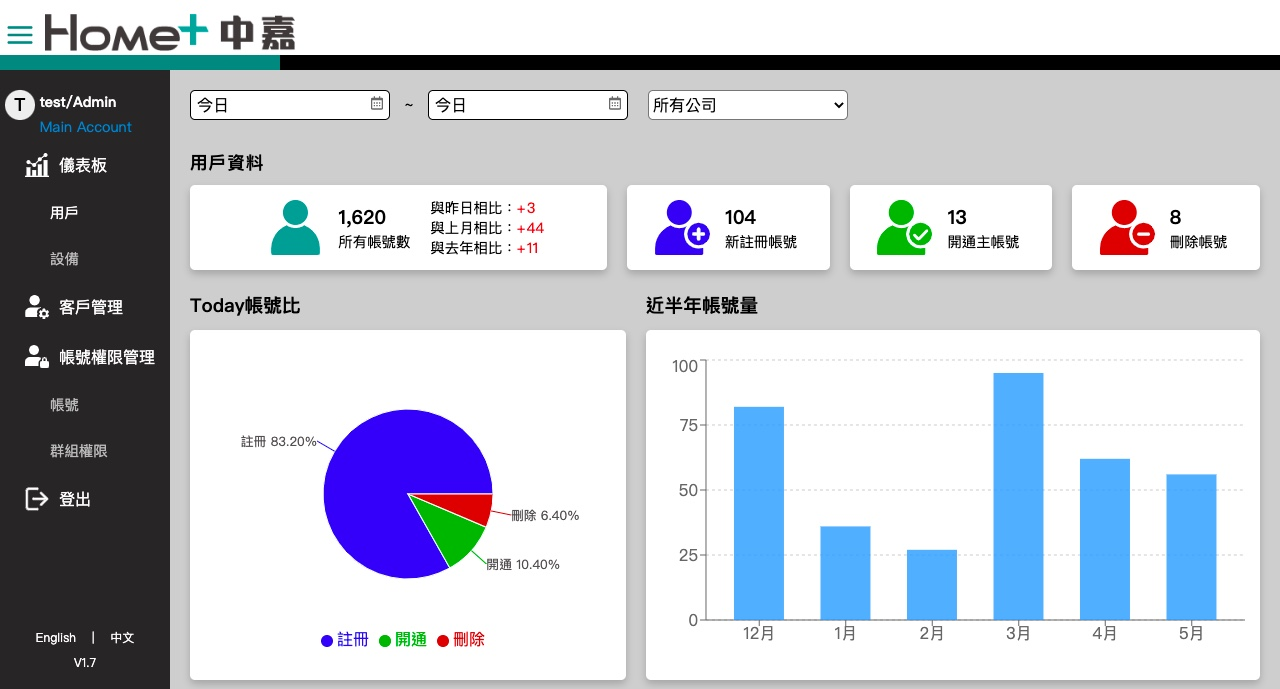 Home+ 中嘉
T
test/Admin
Main Account
儀表板
用戶
設備
客戶管理
帳號權限管理
帳號
群組權限
登出
English | 中文
V1.7
今日 ~ 今日 所有公司
用戶資料
1,620
所有帳號數
與昨日相比：+3
與上月相比：+44
與去年相比：+11
104
新註冊帳號
13
開通主帳號
8
刪除帳號
Today帳號比
註冊 83.20%
刪除 6.40%
開通 10.40%
註冊 開通 刪除
近半年帳號量
100
75
50
25
0
12月 1月 2月 3月 4月 5月